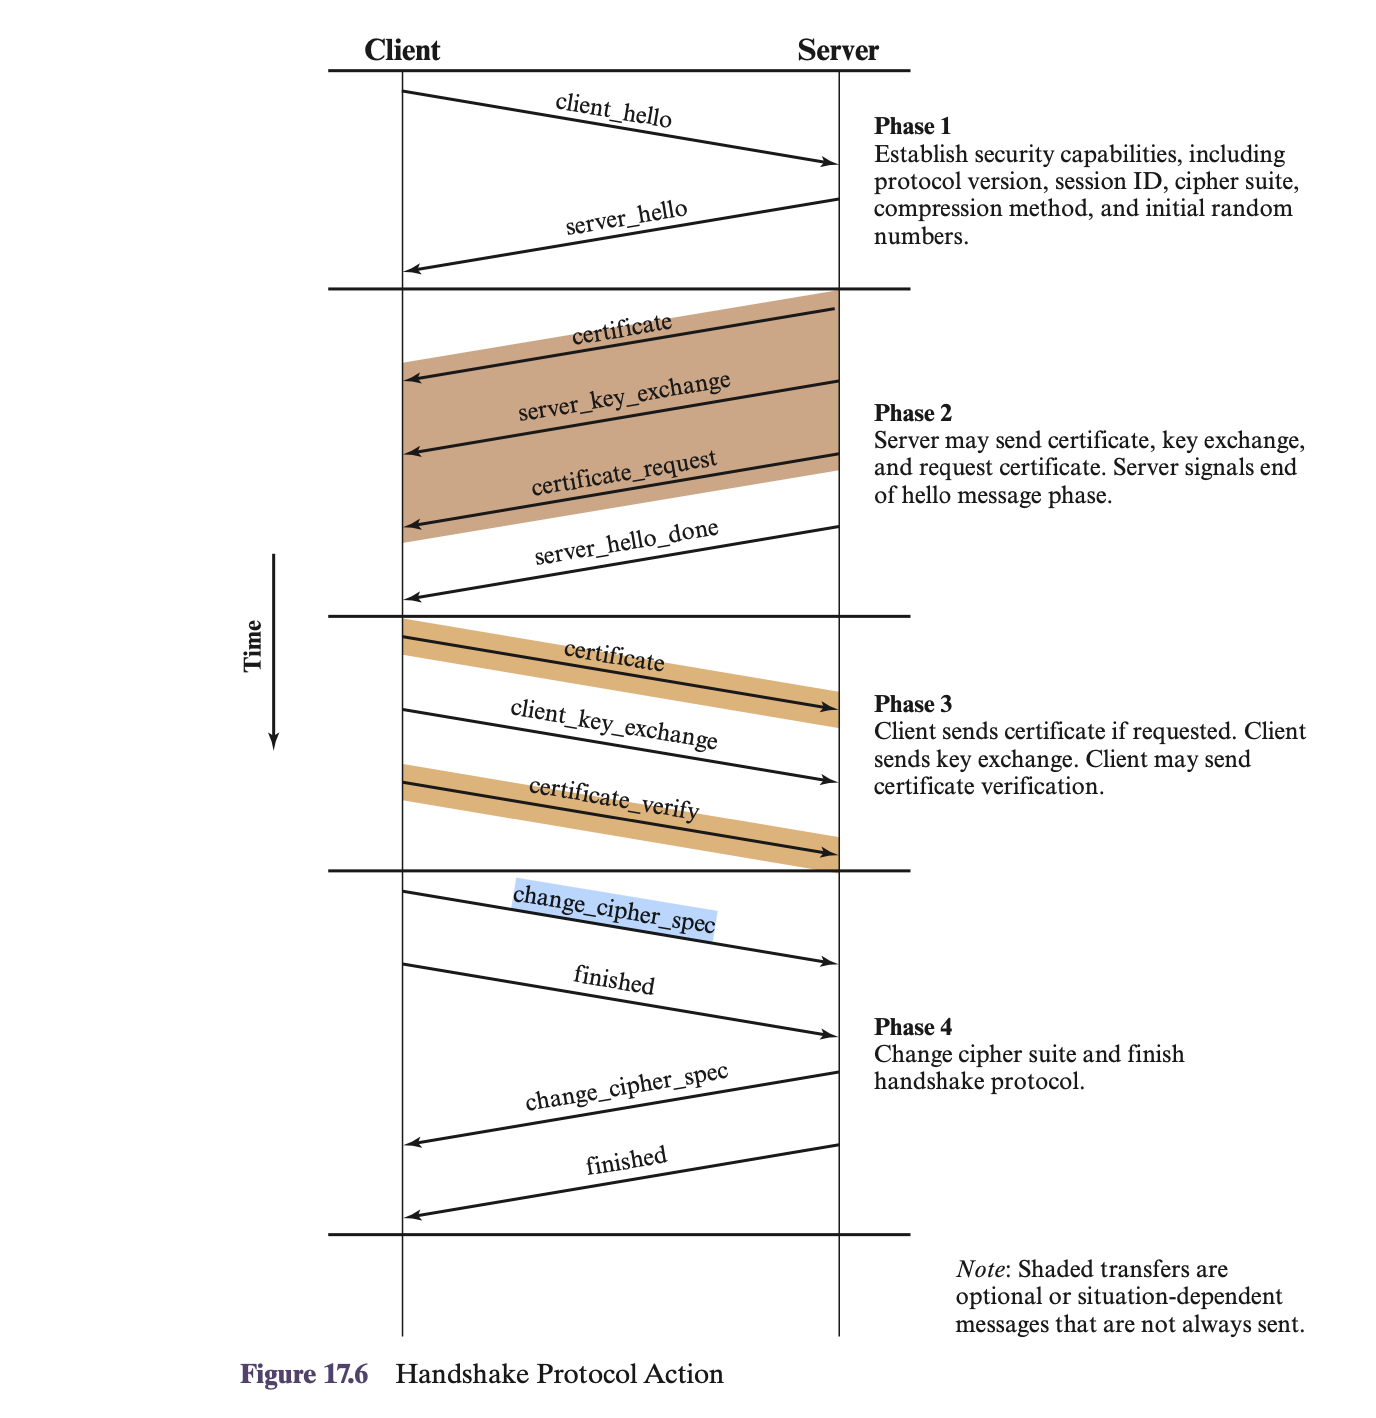 Client
Server
client_hello
server_hello
Phase 1
Establish security capabilities, including
protocol version, session ID, cipher suite,
compression method, and initial random
numbers.
certificate
server_key_exchange
certificate_request
server_hello_done
Phase 2
Server may send certificate, key exchange,
and request certificate. Server signals end
of hello message phase.
Time
certificate
client_key_exchange
certificate_verify
Phase 3
Client sends certificate if requested. Client
sends key exchange. Client may send
certificate verification.
change_cipher_spec
finished
change_cipher_spec
finished
Phase 4
Change cipher suite and finish
handshake protocol.
Note: Shaded transfers are
optional or situation-dependent
messages that are not always sent.
Figure 17.6 Handshake Protocol Action